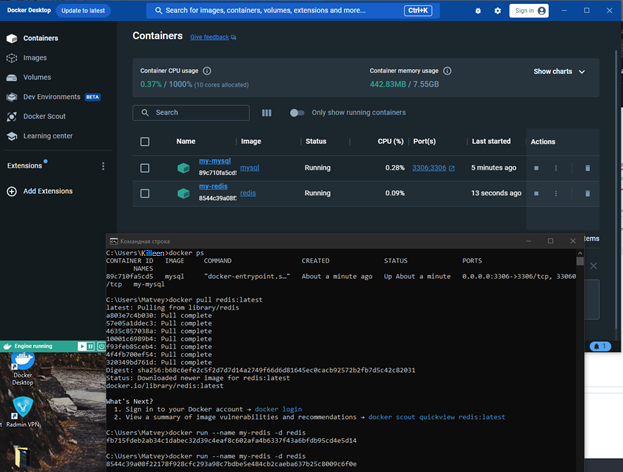 Docker Desktop
Update to latest
Search for images, containers, volumes, extensions and more...
Ctrl+K
Sign in
Containers
Images
Volumes
Dev Environments BETA
Docker Scout
Learning center
Extensions
Add Extensions
Containers
Give feedback
Container CPU usage
0.37% / 1000% (10 cores allocated)
Container memory usage
442.83MB / 7.55GB
Show charts
Search
Only show running containers
Name Image Status CPU (%) Port(s) Last started Actions
my-mysql
89c710fa5cd5 mysql Running 0.28% 3306:3306 5 minutes ago
my-redis
8544c39a08f2 redis Running 0.09% 13 seconds ago
items
Командная строка
C:\Users\Killeen>docker ps
CONTAINER ID IMAGE COMMAND CREATED STATUS PORTS
NAMES
89c710fa5cd5 mysql "docker-entrypoint.s…" About a minute ago Up About a minute 0.0.0.0:3306->3306/tcp, 33060
/tcp my-mysql
C:\Users\Matvey>docker pull redis:latest
latest: Pulling from library/redis
a803e7c4b030: Pull complete
57e05a1ddec3: Pull complete
4635c857038a: Pull complete
10001c6989b4: Pull complete
f93feb85ceb4: Pull complete
4f4fb700ef54: Pull complete
320349bd761d: Pull complete
Digest: sha256:b68c6efe2c5f2d7d7d14a2749f66d6d81645ec0cacb92572b2fb7d5c42c82031
Status: Downloaded newer image for redis:latest
docker.io/library/redis:latest
What's Next?
1. Sign in to your Docker account → docker login
2. View a summary of image vulnerabilities and recommendations → docker scout quickview redis:latest
C:\Users\Matvey>docker run --name my-redis -d redis
fb715fdeb2ab34c1dabec32d39c4eaf8c602afa4b6337f43a6bfdb95cd4e5d14
C:\Users\Matvey>docker run --name my-redis -d redis
8544c39a08f22178f928cfc293a98c7bdbe5e484cb2caeba637b25c8009c6f0e
Engine running
1
Docker
Desktop
Radmin VPN